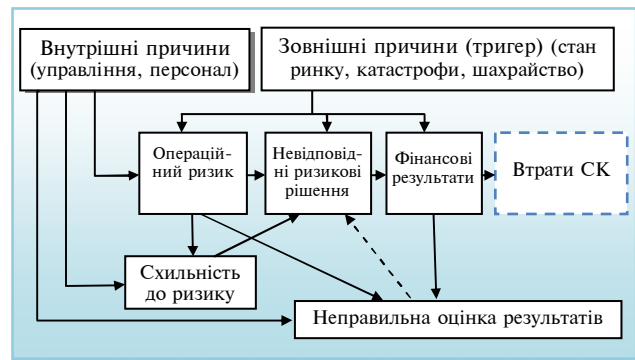 Внутрішні причини
(управління, персонал)
Зовнішні причини (тригер) (стан
ринку, катастрофи, шахрайство)
Операцій-
ний ризик
Невідповід-
ні ризикові
рішення
Фінансові
результати
Втрати СК
Схильність
до ризику
Неправильна оцінка результатів